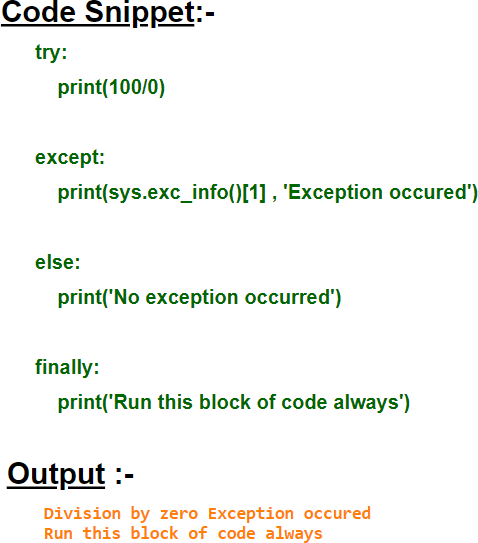 Code Snippet:-
try:
print(100/0)
except:
print(sys.exc_info()[1] , 'Exception occured')
else:
print('No exception occurred')
finally:
print('Run this block of code always')
Output :-
Division by zero Exception occured
Run this block of code always